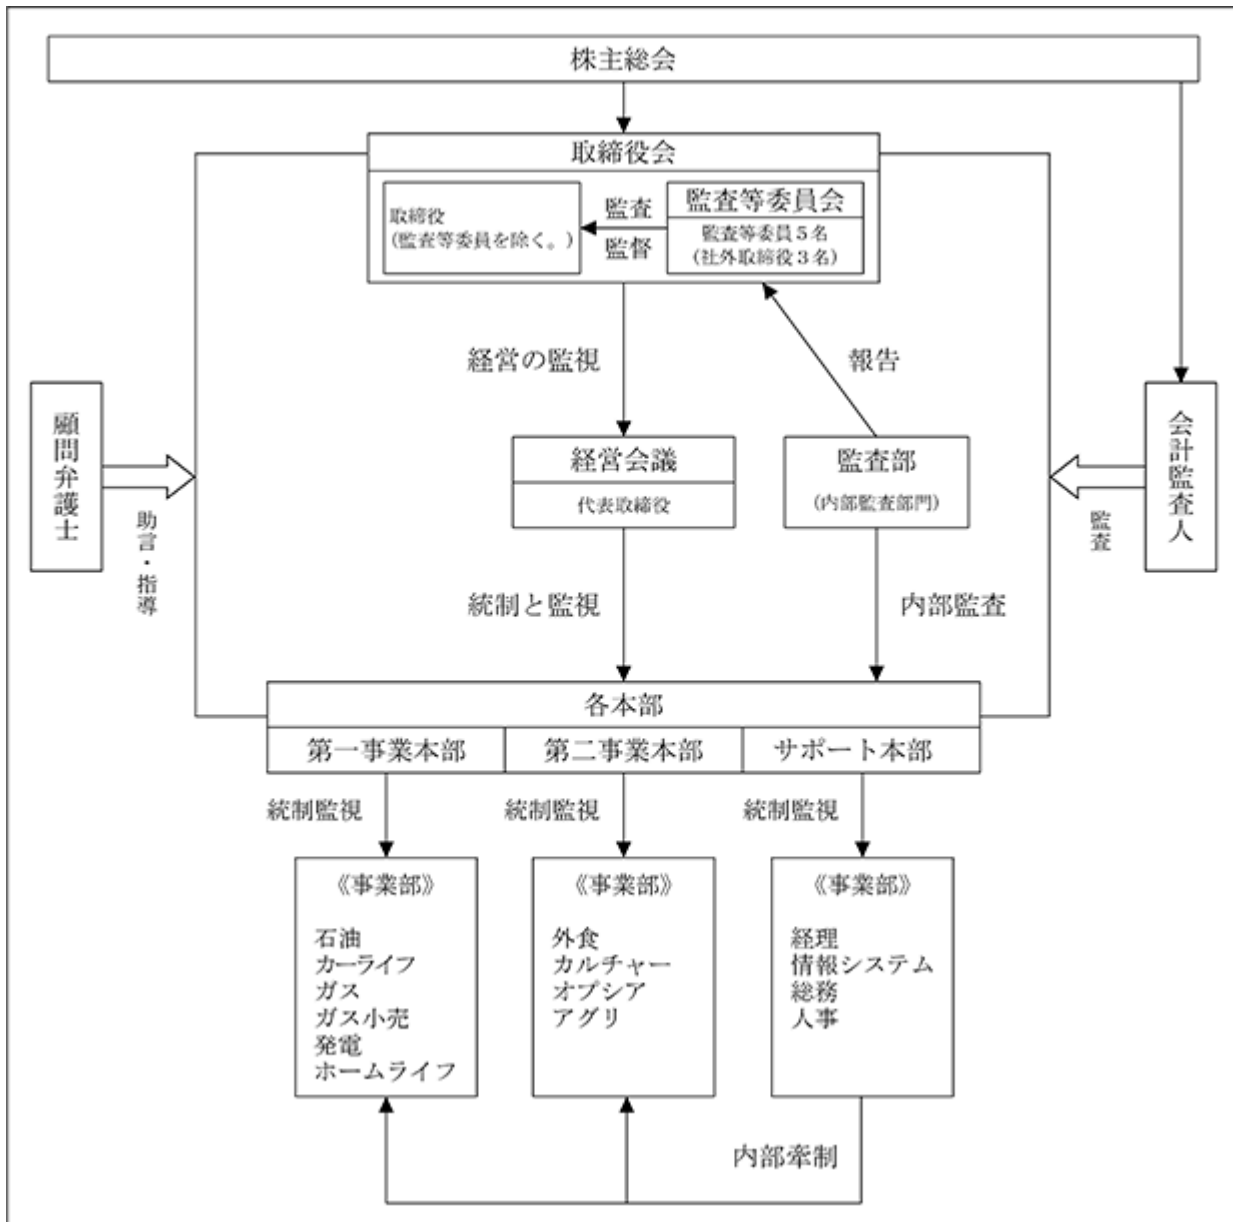 株主総会
取締役会
取締役
(監査等委員を除く。)
監査
監督
監査等委員会
監査等委員5名
(社外取締役3名)
経営の監視
報告
顧問弁護士
助言・指導
経営会議
代表取締役
監査部
(内部監査部門)
会計監査人
監査
統制と監視
内部監査
各本部
第一事業本部
第二事業本部
サポート本部
統制監視
統制監視
統制監視
《事業部》
石油
カーライフ
ガス
ガス小売
発電
ホームライフ
《事業部》
外食
カルチャー
オプシア
アグリ
《事業部》
経理
情報システム
総務
人事
内部牽制